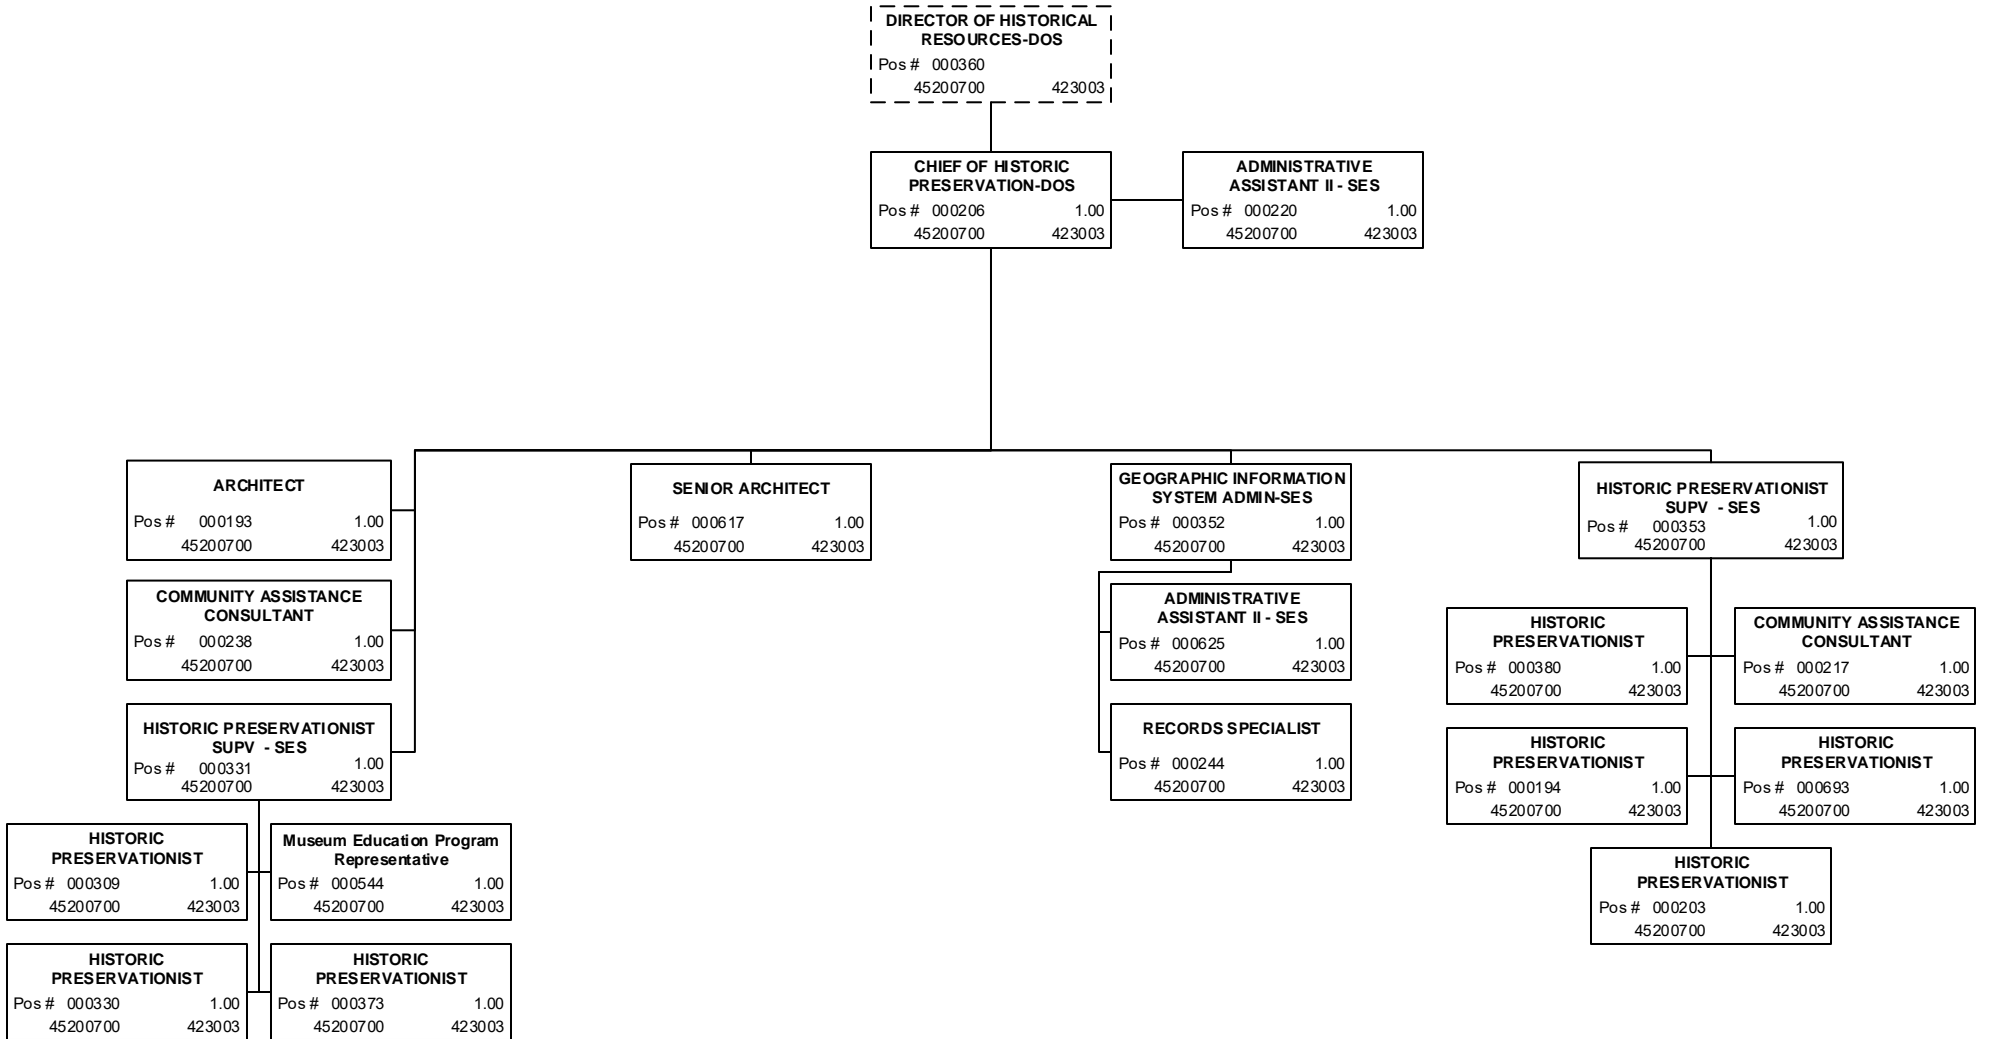 DIRECTOR OF HISTORICAL
RESOURCES-DOS
Pos # 000360
45200700 423003
CHIEF OF HISTORIC
PRESERVATION-DOS
Pos # 000206 1.00
45200700 423003
ADMINISTRATIVE
ASSISTANT II - SES
Pos # 000220 1.00
45200700 423003
ARCHITECT
Pos # 000193 1.00
45200700 423003
COMMUNITY ASSISTANCE
CONSULTANT
Pos # 000238 1.00
45200700 423003
HISTORIC PRESERVATIONIST
SUPV - SES
Pos # 000331 1.00
45200700 423003
HISTORIC
PRESERVATIONIST
Pos # 000309 1.00
45200700 423003
Museum Education Program
Representative
Pos # 000544 1.00
45200700 423003
HISTORIC
PRESERVATIONIST
Pos # 000330 1.00
45200700 423003
HISTORIC
PRESERVATIONIST
Pos # 000373 1.00
45200700 423003
SENIOR ARCHITECT
Pos # 000617 1.00
45200700 423003
GEOGRAPHIC INFORMATION
SYSTEM ADMIN-SES
Pos # 000352 1.00
45200700 423003
ADMINISTRATIVE
ASSISTANT II - SES
Pos # 000625 1.00
45200700 423003
RECORDS SPECIALIST
Pos # 000244 1.00
45200700 423003
HISTORIC PRESERVATIONIST
SUPV - SES
Pos # 000353 1.00
45200700 423003
HISTORIC
PRESERVATIONIST
Pos # 000380 1.00
45200700 423003
COMMUNITY ASSISTANCE
CONSULTANT
Pos # 000217 1.00
45200700 423003
HISTORIC
PRESERVATIONIST
Pos # 000194 1.00
45200700 423003
HISTORIC
PRESERVATIONIST
Pos # 000693 1.00
45200700 423003
HISTORIC
PRESERVATIONIST
Pos # 000203 1.00
45200700 423003